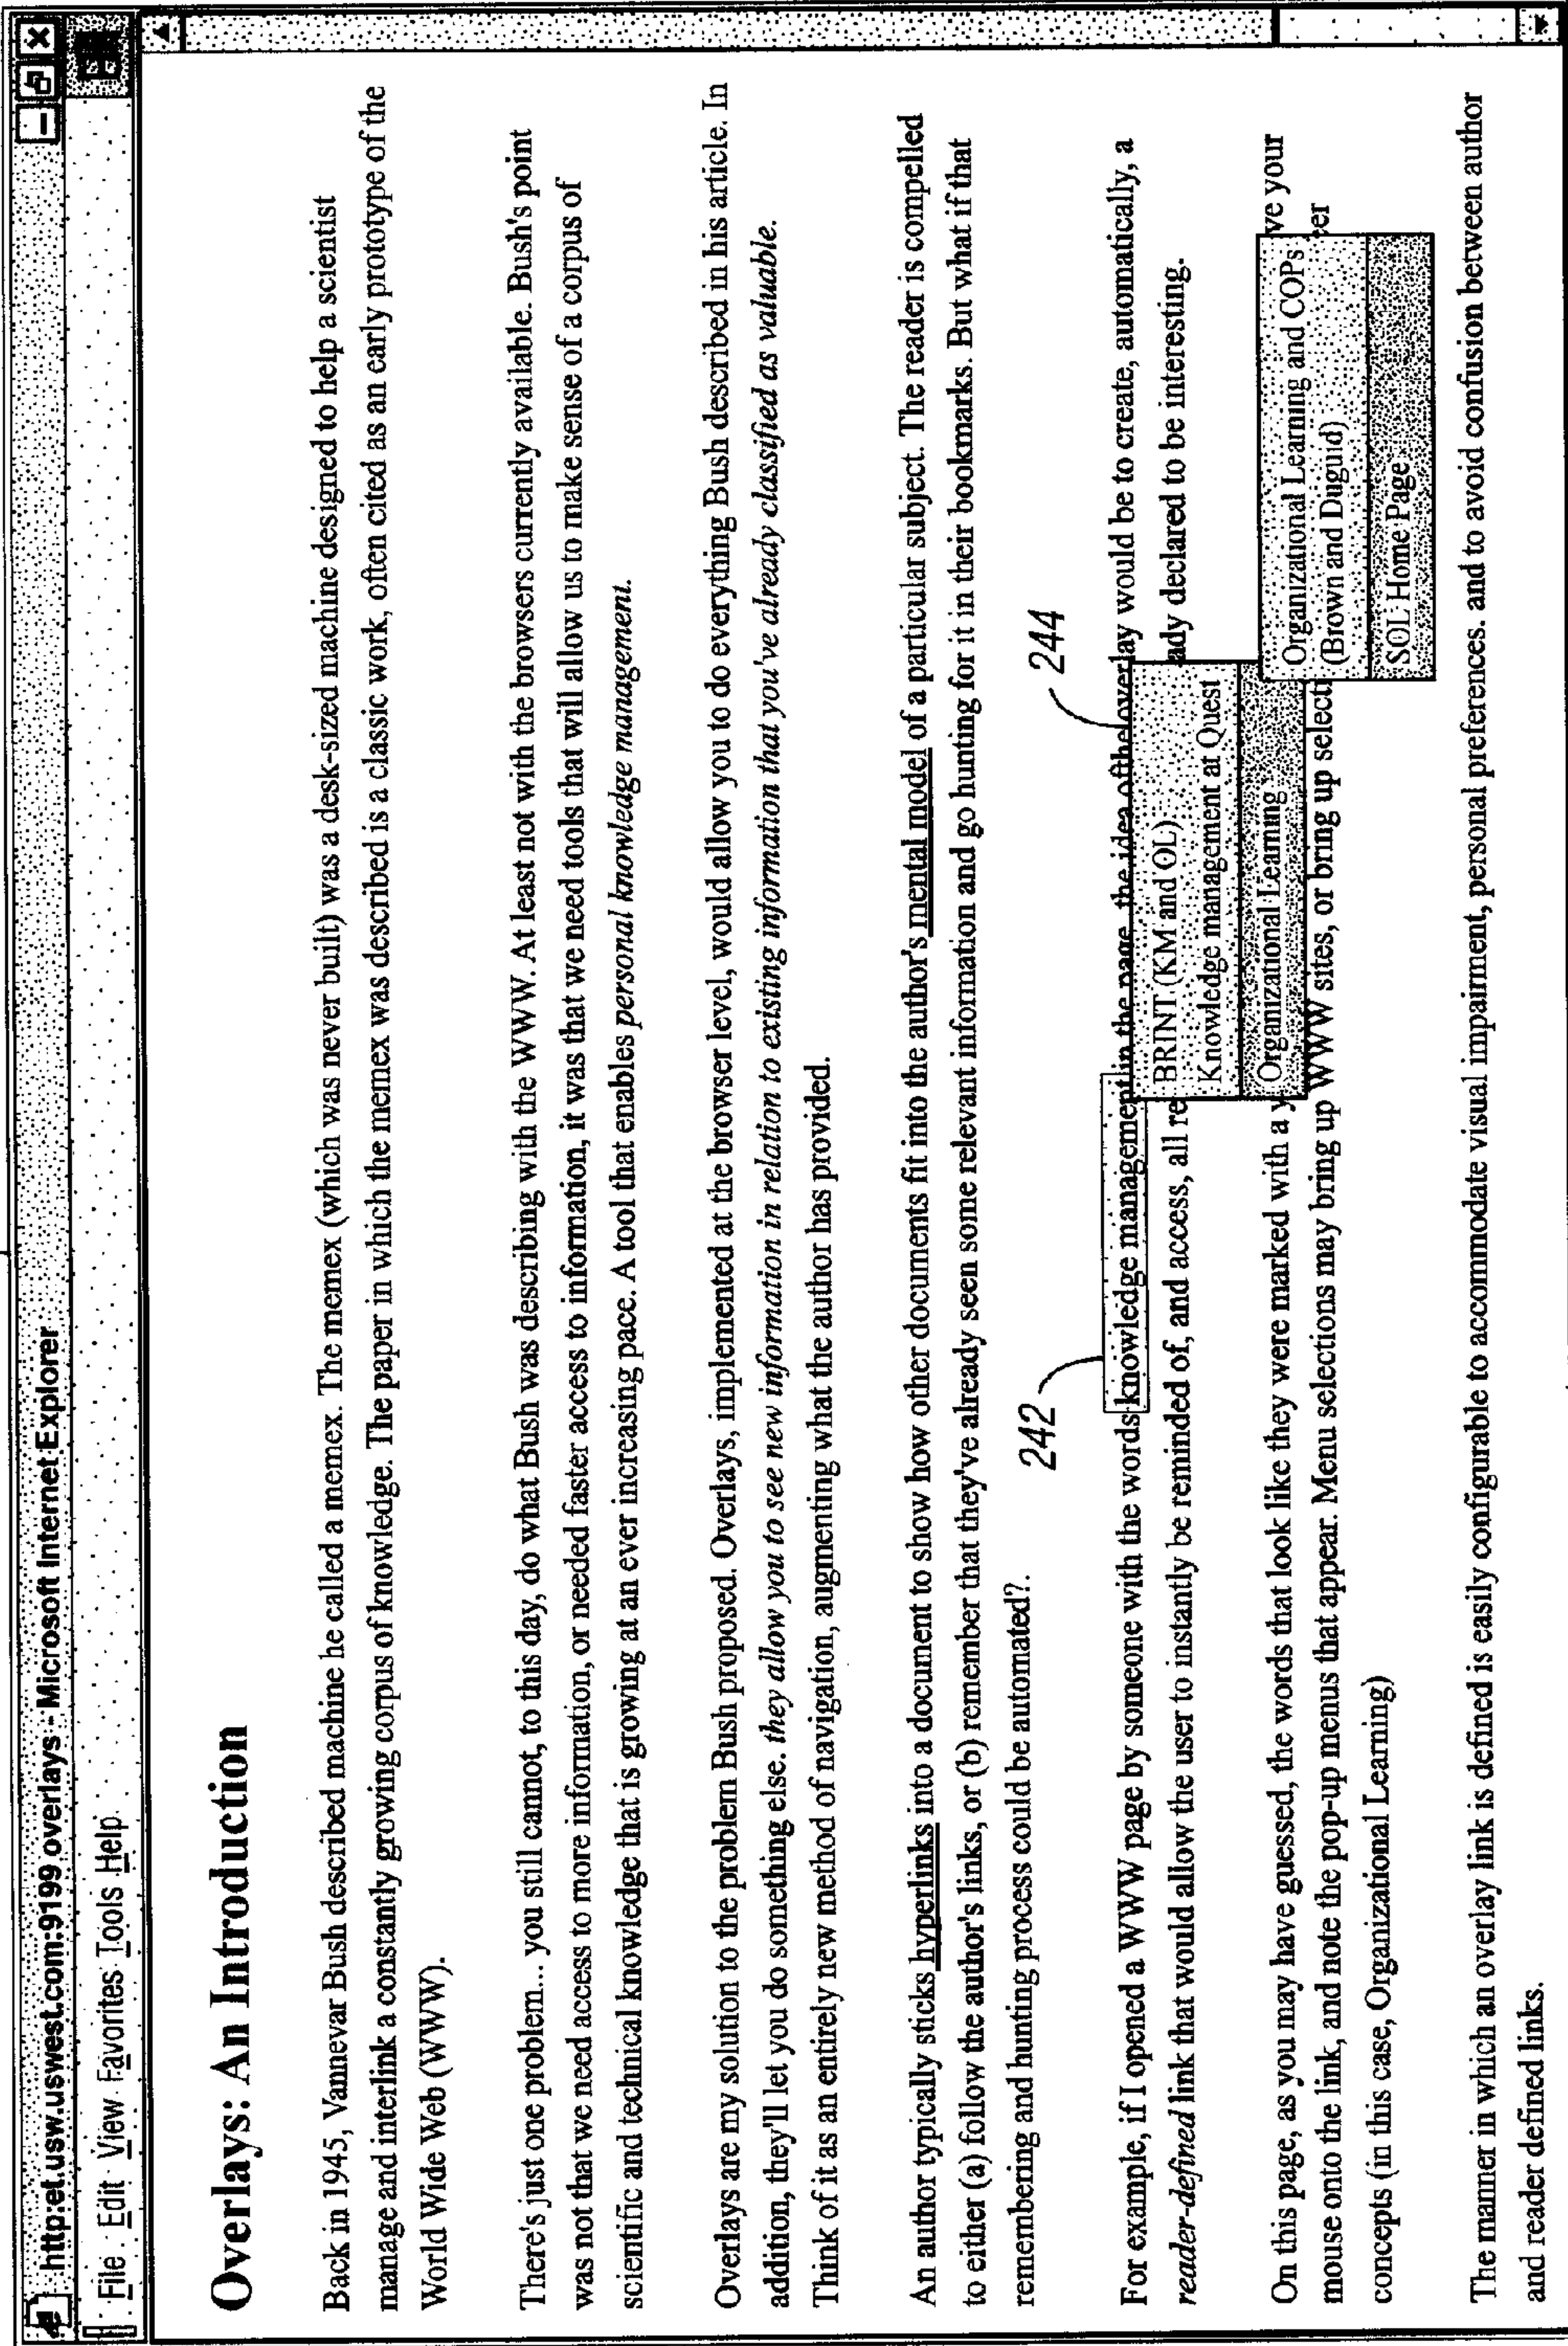 http:et.usw.uswest.com:9199 overlays - Microsoft Internet Explorer
File Edit View Favorites Tools Help
Overlays: An Introduction
Back in 1945, Vannevar Bush described machine he called a memex. The memex (which was never built) was a desk-sized machine designed to help a scientist
manage and interlink a constantly growing corpus of knowledge. The paper in which the memex was described is a classic work, often cited as an early prototype of the
World Wide Web (WWW).
There's just one problem... you still cannot, to this day, do what Bush was describing with the WWW. At least not with the browsers currently available. Bush's point
was not that we need access to more information, or needed faster access to information, it was that we need tools that will allow us to make sense of a corpus of
scientific and technical knowledge that is growing at an ever increasing pace. A tool that enables personal knowledge management.
Overlays are my solution to the problem Bush proposed. Overlays, implemented at the browser level, would allow you to do everything Bush described in his article. In
addition, they'll let you do something else. they allow you to see new information in relation to existing information that you've already classified as valuable.
Think of it as an entirely new method of navigation, augmenting what the author has provided.
An author typically sticks hyperlinks into a document to show how other documents fit into the author's mental model of a particular subject. The reader is compelled
to either (a) follow the author's links, or (b) remember that they've already seen some relevant information and go hunting for it in their bookmarks. But what if that
remembering and hunting process could be automated?.
242
244
For example, if I opened a WWW page by someone with the words knowledge management in the page, the idea of the overlay would be to create, automatically, a
reader-defined link that would allow the user to instantly be reminded of, and access, all re
ady declared to be interesting.
BRINT (KM and OL)
Knowledge management at Quest
Organizational Learning
On this page, as you may have guessed, the words that look like they were marked with a y
ve your
mouse onto the link, and note the pop-up menus that appear. Menu selections may bring up WWW sites, or bring up selecti
er
concepts (in this case, Organizational Learning)
Organizational Learning and COPs
(Brown and Duguid)
SOL Home Page
The manner in which an overlay link is defined is easily configurable to accommodate visual impairment, personal preferences. and to avoid confusion between author
and reader defined links.